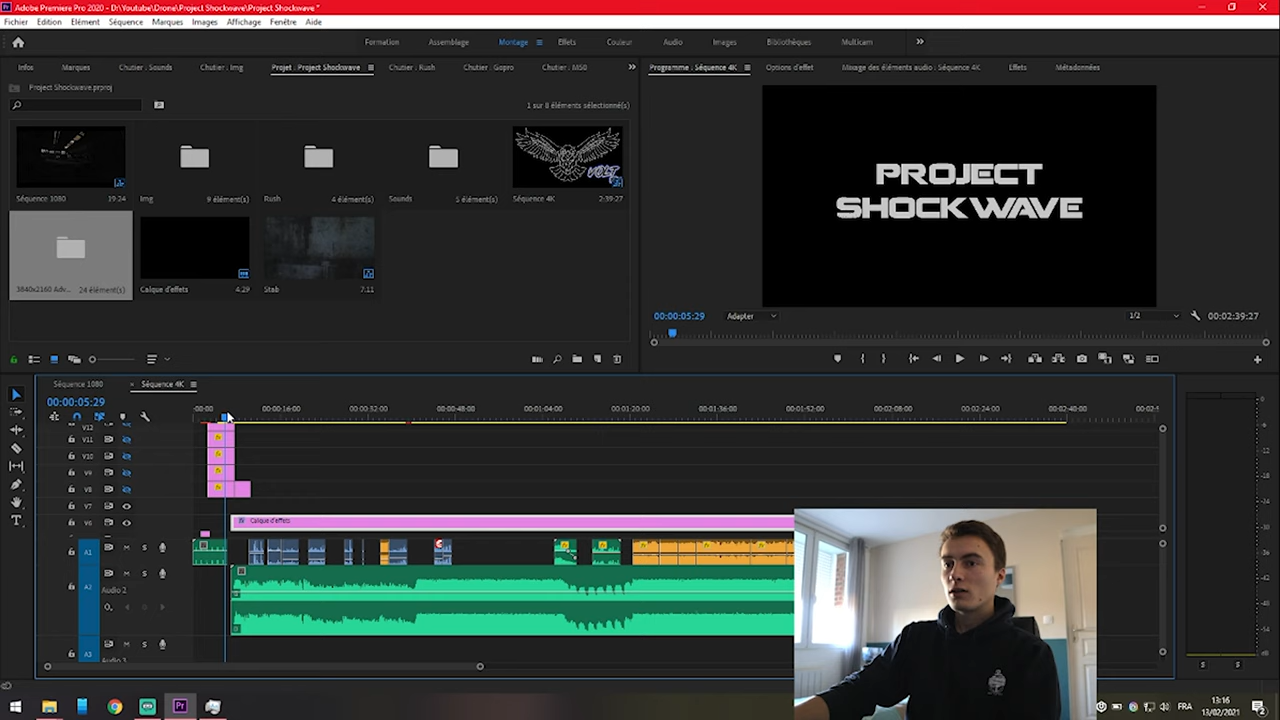 Adobe Premiere Pro 2020 - D:\Youtube\Drone\Project Shockwave\Project Shockwave *
Fichier Edition Elément Séquence Marques Images Affichage Fenêtre Aide
Formation Assemblage Montage Effets Couleur Audio Images Bibliothèques Multicam
Infos Marques Chutier : Sounds Chutier : Img Projet : Project Shockwave Chutier : Rush Chutier : Gopro Chutier : M50
Programme : Séquence 4K Options d'effet Mixage des éléments audio : Séquence 4K Effets Métadonnées
Project Shockwave.prproj
1 sur 8 éléments sélectionné(s)
PROJECT
SHOCKWAVE
VOLT
Séquence 1080 19:24 Img 9 élément(s) Rush 4 élément(s) Sounds 5 élément(s) Séquence 4K 2:39:27
3840x2160 Adv... 24 élément(s) Calque d'effets 4:29 Stab 7:11
00:00:05:29 Adapter 1/2 00:02:39:27
Séquence 1080 × Séquence 4K
00:00:05:29
:00:00 00:00:16:00 00:00:32:00 00:00:48:00 00:01:04:00 00:01:20:00 00:01:36:00 00:01:52:00 00:02:08:00 00:02:24:00 00:02:40:00
V12
V11
V10
V9
V8
V7
V6 Calque d'effets
A1 M S
M S
A2 Audio 2
A3 M S
Audio 3
S S
Pr FRA 13:16
13/02/2021